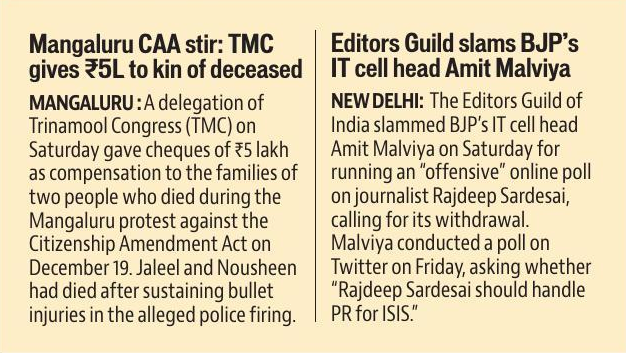 Mangaluru CAA stir: TMC
gives ₹5L to kin of deceased
MANGALURU: A delegation of
Trinamool Congress (TMC) on
Saturday gave cheques of ₹5 lakh
as compensation to the families of
two people who died during the
Mangaluru protest against the
Citizenship Amendment Act on
December 19. Jaleel and Nousheen
had died after sustaining bullet
injuries in the alleged police firing.
Editors Guild slams BJP's
IT cell head Amit Malviya
NEW DELHI: The Editors Guild of
India slammed BJP's IT cell head
Amit Malviya on Saturday for
running an “offensive” online poll
on journalist Rajdeep Sardesai,
calling for its withdrawal.
Malviya conducted a poll on
Twitter on Friday, asking whether
“Rajdeep Sardesai should handle
PR for ISIS.”